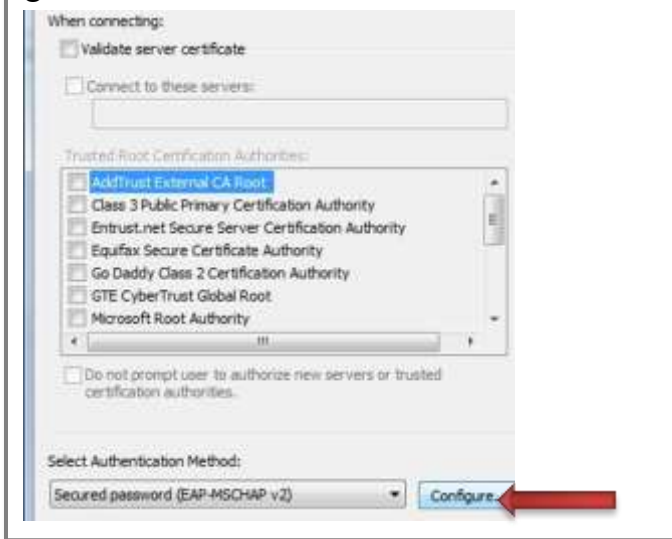 When connecting:
Validate server certificate
Connect to these servers:
Trusted Root Certification Authorities:
AddTrust External CA Root
Class 3 Public Primary Certification Authority
Entrust.net Secure Server Certification Authority
Equifax Secure Certificate Authority
Go Daddy Class 2 Certification Authority
GTE CyberTrust Global Root
Microsoft Root Authority
Do not prompt user to authorize new servers or trusted
certification authorities.
Select Authentication Method:
Secured password (EAP-MSCHAP v2) Configure...